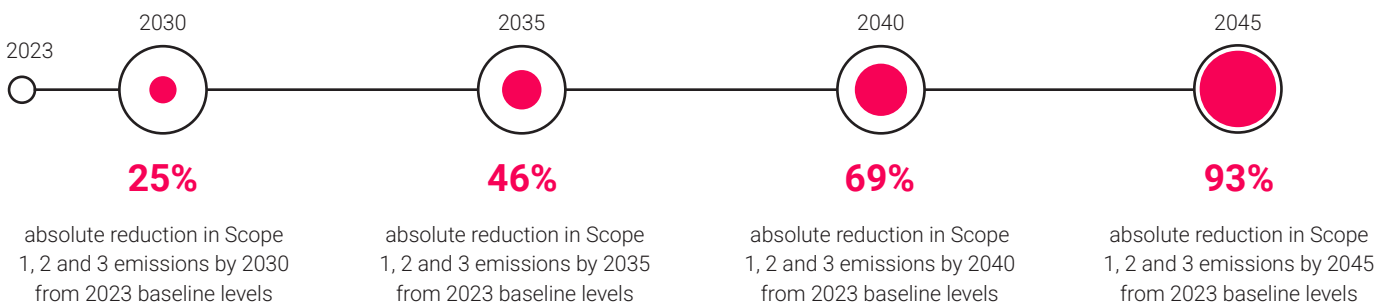 2023
2030
2035
2040
2045
25%
46%
69%
93%
absolute reduction in Scope
1, 2 and 3 emissions by 2030
from 2023 baseline levels
absolute reduction in Scope
1, 2 and 3 emissions by 2035
from 2023 baseline levels
absolute reduction in Scope
1, 2 and 3 emissions by 2040
from 2023 baseline levels
absolute reduction in Scope
1, 2 and 3 emissions by 2045
from 2023 baseline levels